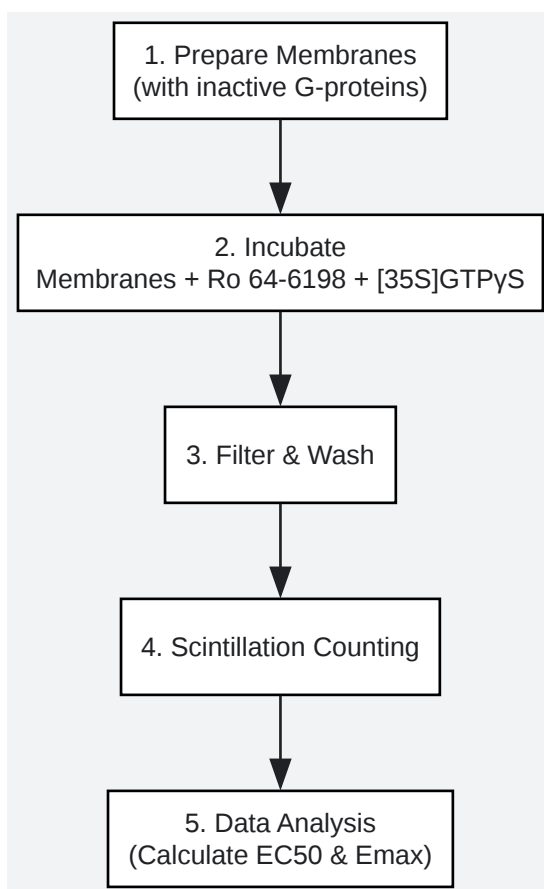 1. Prepare Membranes
(with inactive G-proteins)
2. Incubate
Membranes + Ro 64-6198 + [35S]GTPγS
3. Filter & Wash
4. Scintillation Counting
5. Data Analysis
(Calculate EC50 & Emax)